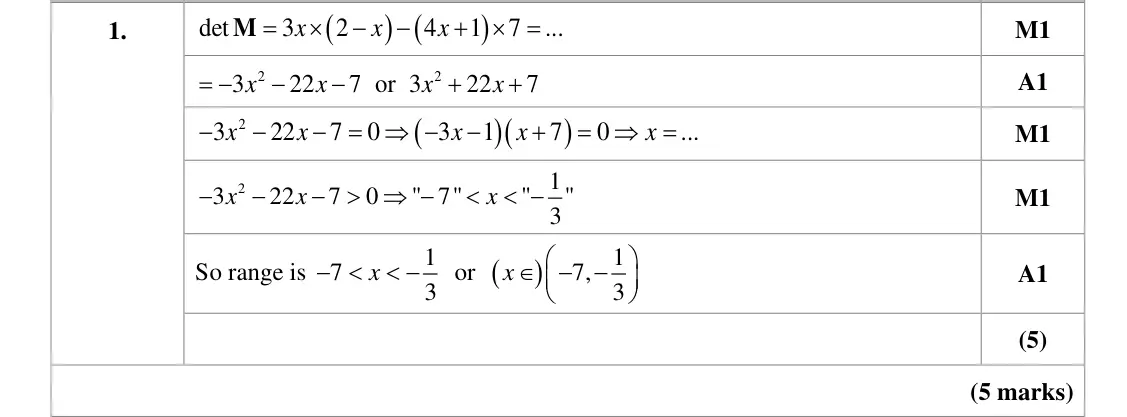 1. det M = 3x×(2−x)−(4x+1)×7 = ... M1
= −3x² − 22x − 7 or 3x² + 22x + 7 A1
−3x² − 22x − 7 = 0 ⇒ (−3x−1)(x+7) = 0 ⇒ x = ... M1
−3x² − 22x − 7 > 0 ⇒ "−7" < x < "−1/3" M1
So range is −7 < x < −1/3 or (x∈)(−7, −1/3) A1
(5)
(5 marks)